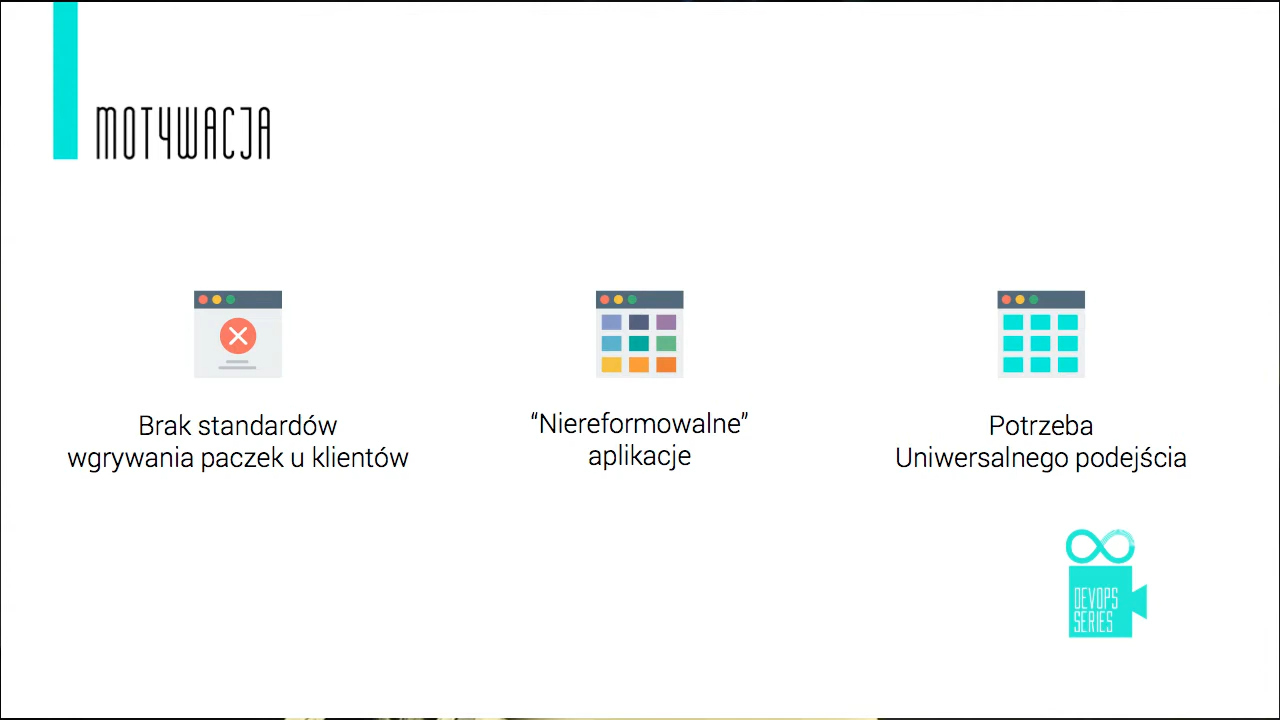 MOTYWACJA
Brak standardów
wgrywania paczek u klientów
“Niereformowalne”
aplikacje
Potrzeba
Uniwersalnego podejścia
DEVOPS
SERIES